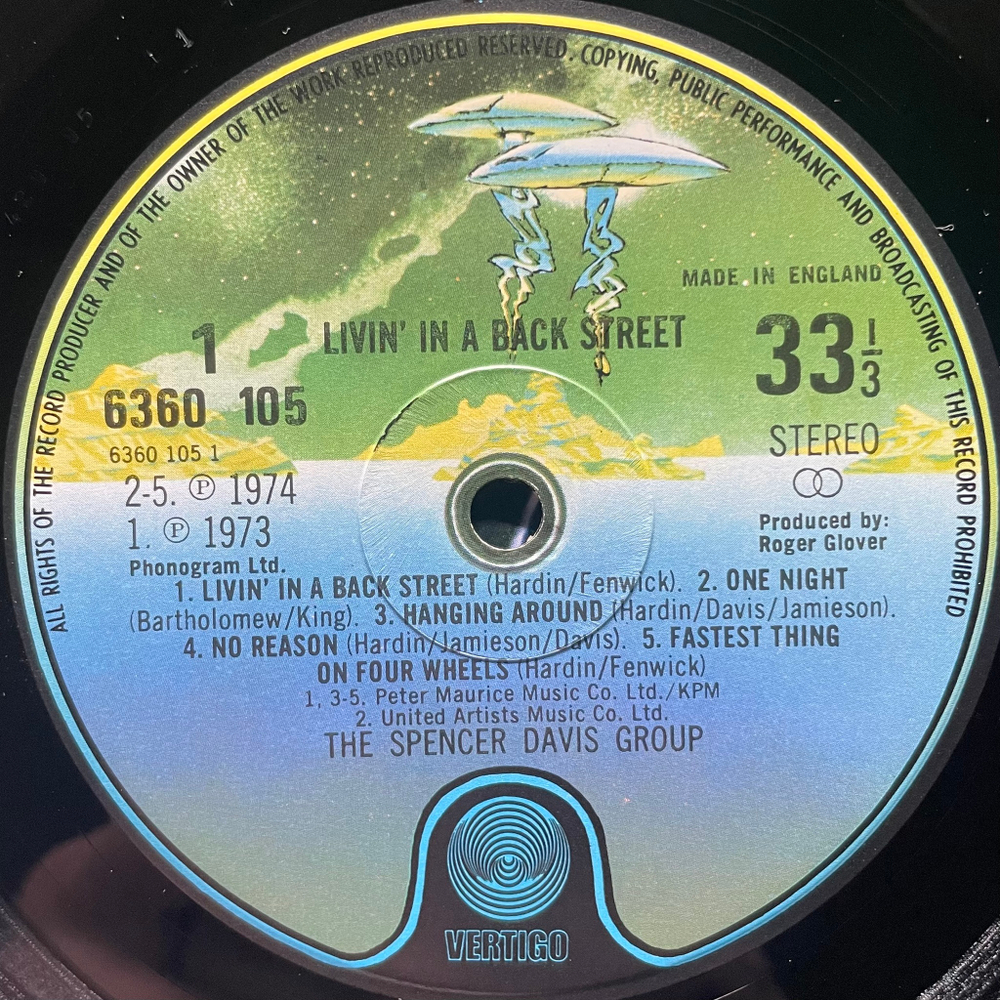 ALL RIGHTS OF THE RECORD PRODUCER AND OF THE OWNER OF THE WORK REPRODUCED RESERVED. COPYING, PUBLIC PERFORMANCE AND BROADCASTING OF THIS RECORD PROHIBITED
MADE IN ENGLAND
1
LIVIN' IN A BACK STREET
33 1/3
6360 105
6360 105 1
STEREO
2-5. Ⓟ 1974
1. Ⓟ 1973
Phonogram Ltd.
Produced by:
Roger Glover
1. LIVIN' IN A BACK STREET (Hardin/Fenwick). 2. ONE NIGHT
(Bartholomew/King). 3. HANGING AROUND (Hardin/Davis/Jamieson).
4. NO REASON (Hardin/Jamieson/Davis). 5. FASTEST THING
ON FOUR WHEELS (Hardin/Fenwick)
1, 3-5. Peter Maurice Music Co. Ltd./KPM
2. United Artists Music Co. Ltd.
THE SPENCER DAVIS GROUP
VERTIGO